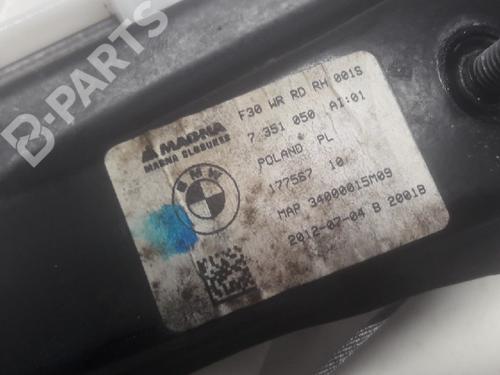 B-PARTS
MAGNA
MAGNA CLOSURES
BMW
F30 WR RD RH 001S
7 351 050 AI:01
POLAND PL
177567 10
MAP 34000015M09
2012-07-04 B 2001B